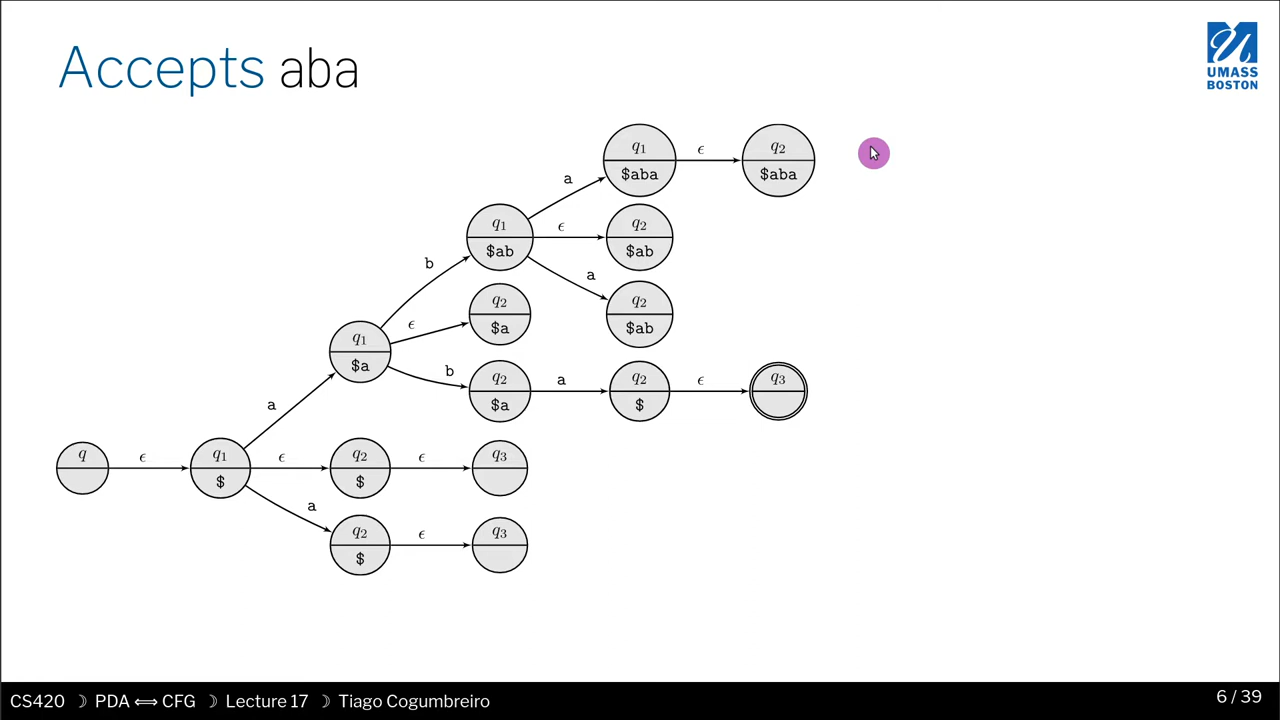 Accepts aba
UMASS
BOSTON
q₁
$aba
ϵ
q₂
$aba
a
q₁
$ab
ϵ
q₂
$ab
b
a
q₂
$ab
q₁
$a
ϵ
q₂
$a
b
q₂
$a
a
q₂
$
ϵ
q₃
a
q
ϵ
q₁
$
ϵ
q₂
$
ϵ
q₃
a
q₂
$
ϵ
q₃
CS420 ☽ PDA ⟺ CFG ☽ Lecture 17 ☽ Tiago Cogumbreiro
6 / 39